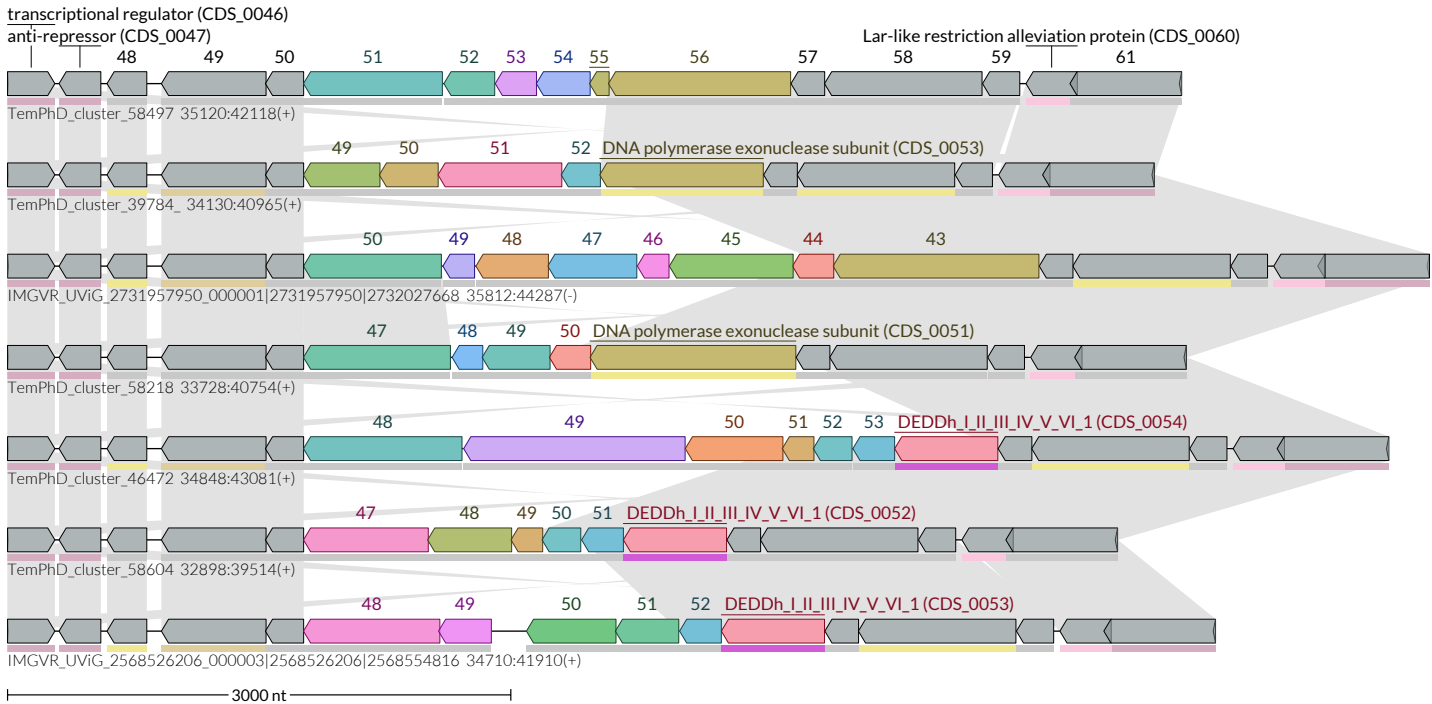 transcriptional regulator (CDS_0046)
anti-repressor (CDS_0047)
Lar-like restriction alleviation protein (CDS_0060)
48 49 50 51 52 53 54 55 56 57 58 59 61
TemPhD_cluster_58497 35120:42118(+)
49 50 51 52 DNA polymerase exonuclease subunit (CDS_0053)
TemPhD_cluster_39784_ 34130:40965(+)
50 49 48 47 46 45 44 43
IMGVR_UViG_2731957950_000001|2731957950|2732027668 35812:44287(-)
47 48 49 50 DNA polymerase exonuclease subunit (CDS_0051)
TemPhD_cluster_58218 33728:40754(+)
48 49 50 51 52 53 DEDDh_I_II_III_IV_V_VI_1 (CDS_0054)
TemPhD_cluster_46472 34848:43081(+)
47 48 49 50 51 DEDDh_I_II_III_IV_V_VI_1 (CDS_0052)
TemPhD_cluster_58604 32898:39514(+)
48 49 50 51 52 DEDDh_I_II_III_IV_V_VI_1 (CDS_0053)
IMGVR_UViG_2568526206_000003|2568526206|2568554816 34710:41910(+)
3000 nt